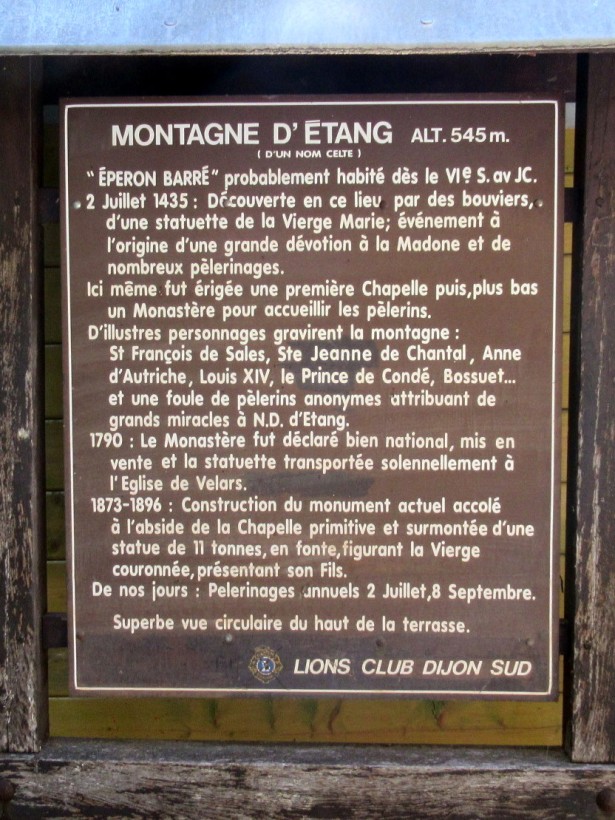 MONTAGNE D'ÉTANG ALT. 545 m.
( D'UN NOM CELTE )
" ÉPERON BARRÉ" probablement habité dès le VIe S. av JC.
2 Juillet 1435 : Découverte en ce lieu, par des bouviers,
d'une statuette de la Vierge Marie; événement à
l'origine d'une grande dévotion à la Madone et de
nombreux pèlerinages.
Ici même fut érigée une première Chapelle puis, plus bas
un Monastère pour accueillir les pèlerins.
D'illustres personnages gravirent la montagne :
St François de Sales, Ste Jeanne de Chantal, Anne
d'Autriche, Louis XIV, le Prince de Condé, Bossuet...
et une foule de pèlerins anonymes attribuant de
grands miracles à N.D. d'Etang.
1790 : Le Monastère fut déclaré bien national, mis en
vente et la statuette transportée solennellement à
l'Eglise de Velars.
1873-1896 : Construction du monument actuel accolé
à l'abside de la Chapelle primitive et surmontée d'une
statue de 11 tonnes, en fonte, figurant la Vierge
couronnée, présentant son Fils.
De nos jours : Pelerinages annuels 2 Juillet, 8 Septembre.
Superbe vue circulaire du haut de la terrasse.
LIONS CLUB DIJON SUD